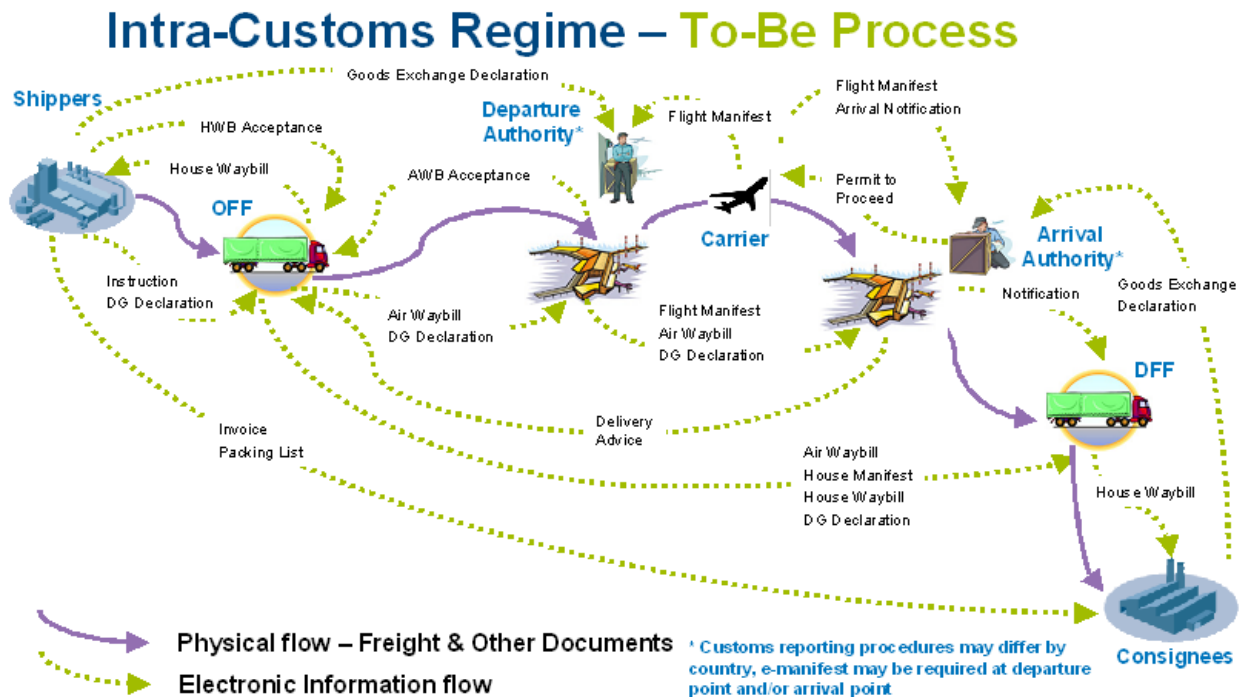 Intra-Customs Regime – To-Be Process
Goods Exchange Declaration
Shippers
HWB Acceptance
House Waybill
OFF
Departure
Authority*
Flight Manifest
Flight Manifest
Arrival Notification
AWB Acceptance
Permit to
Proceed
Carrier
Arrival
Authority*
Instruction
DG Declaration
Air Waybill
DG Declaration
Flight Manifest
Air Waybill
DG Declaration
Notification
Goods Exchange
Declaration
DFF
Invoice
Packing List
Delivery
Advice
Air Waybill
House Manifest
House Waybill
DG Declaration
House Waybill
Consignees
Physical flow – Freight & Other Documents
Electronic Information flow
* Customs reporting procedures may differ by
country, e-manifest may be required at departure
point and/or arrival point